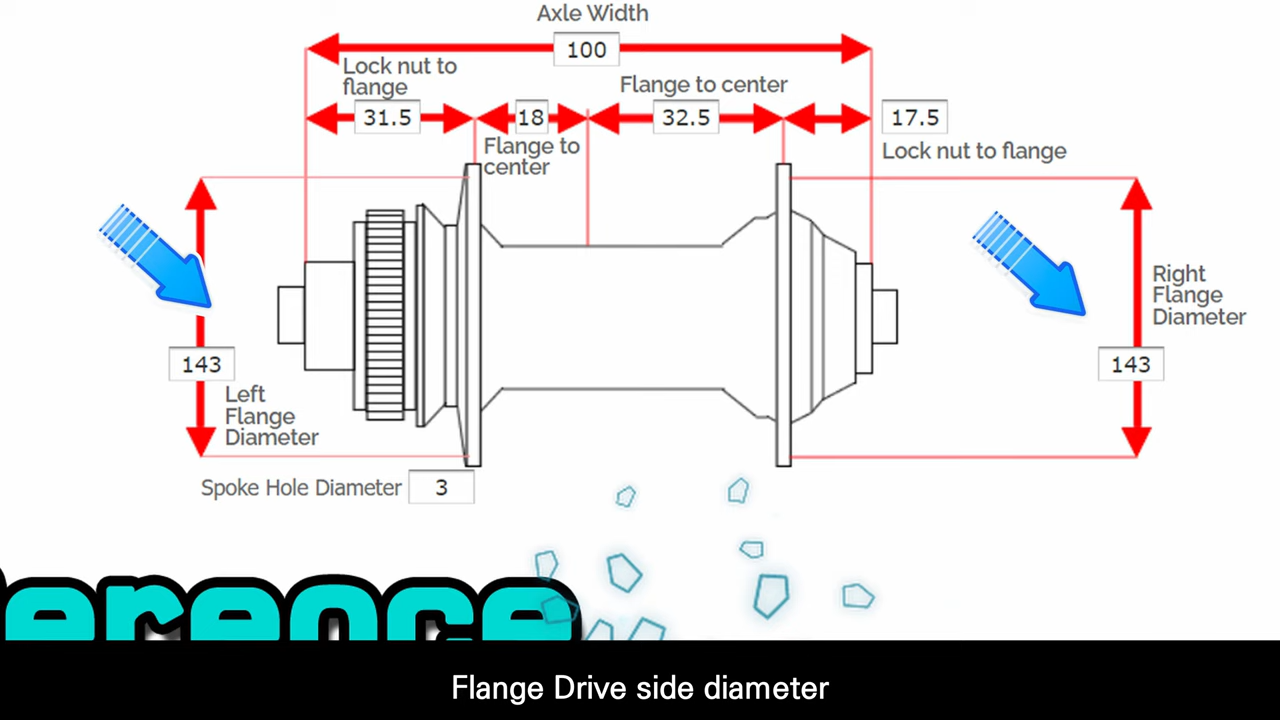 Axle Width
100
Lock nut to
flange
Flange to center
31.5
18
32.5
17.5
Flange to
center
Lock nut to flange
Right
Flange
Diameter
143
143
Left
Flange
Diameter
Spoke Hole Diameter
3
erence
Flange Drive side diameter